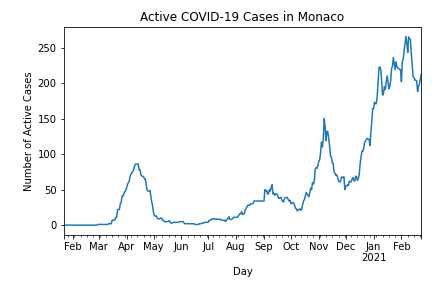 Active COVID-19 Cases in Monaco
250
200
150
100
50
0
Number of Active Cases
Feb Mar Apr May Jun Jul Aug Sep Oct Nov Dec Jan Feb
2021
Day